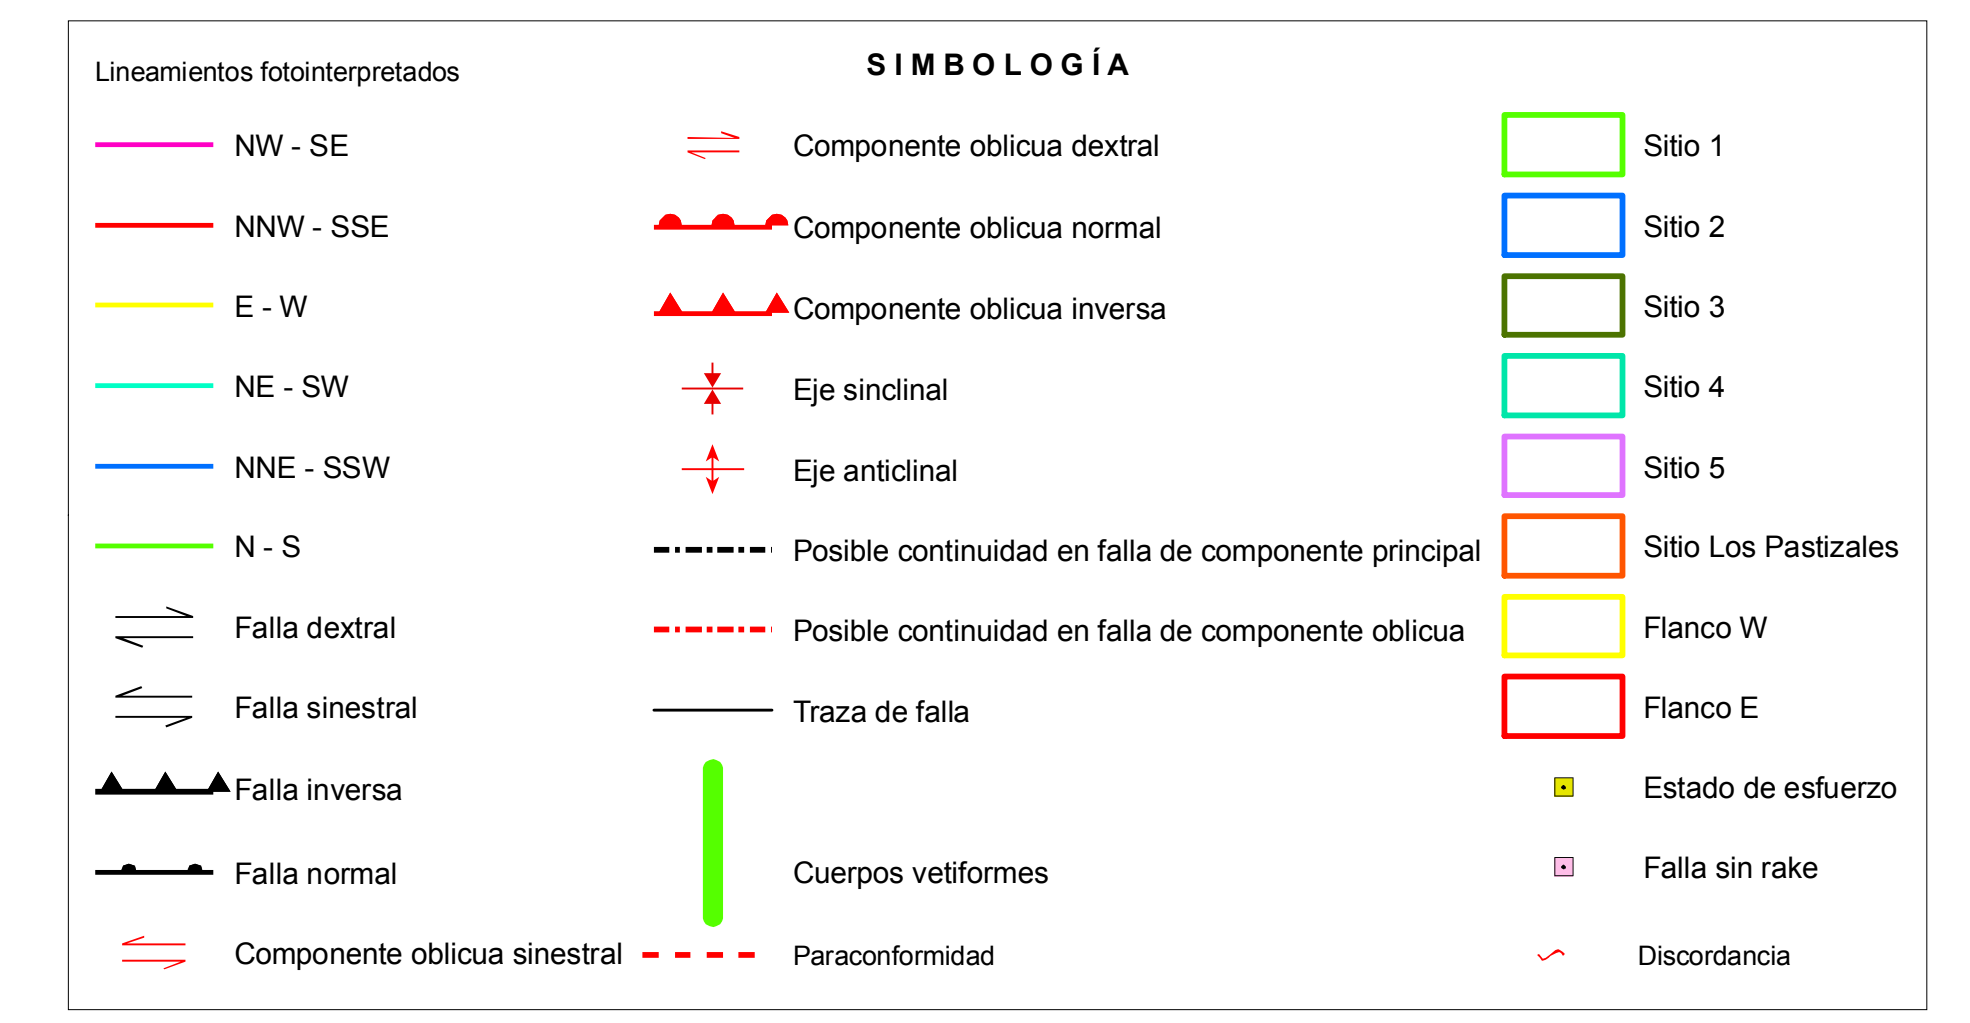 SIMBOLOGÍA
Lineamientos fotointerpretados
NW - SE
NNW - SSE
E - W
NE - SW
NNE - SSW
N - S
Falla dextral
Falla sinestral
Falla inversa
Falla normal
Componente oblicua sinestral
Componente oblicua dextral
Componente oblicua normal
Componente oblicua inversa
Eje sinclinal
Eje anticlinal
Posible continuidad en falla de componente principal
Posible continuidad en falla de componente oblicua
Traza de falla
Cuerpos vetiformes
Paraconformidad
Sitio 1
Sitio 2
Sitio 3
Sitio 4
Sitio 5
Sitio Los Pastizales
Flanco W
Flanco E
Estado de esfuerzo
Falla sin rake
Discordancia